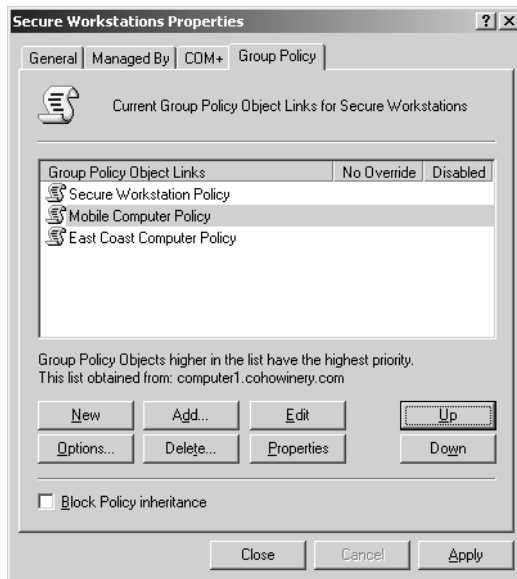 Secure Workstations Properties
General Managed By COM+ Group Policy
Current Group Policy Object Links for Secure Workstations
Group Policy Object Links No Override Disabled
Secure Workstation Policy
Mobile Computer Policy
East Coast Computer Policy
Group Policy Objects higher in the list have the highest priority.
This list obtained from: computer1.cohowinery.com
New Add... Edit Up
Options... Delete... Properties Down
Block Policy inheritance
Close Cancel Apply